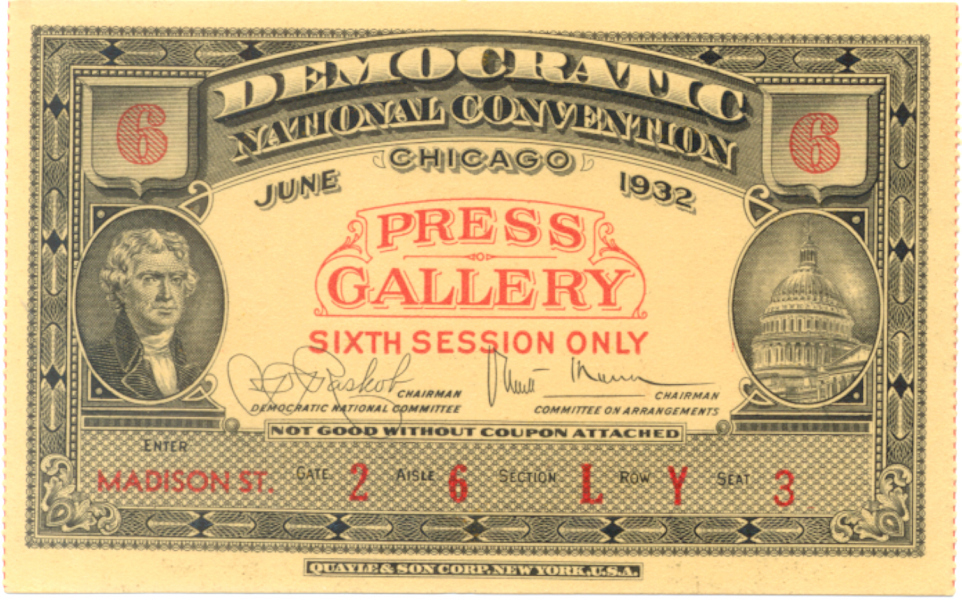 DEMOCRATIC
NATIONAL CONVENTION
CHICAGO
JUNE 1932
6 6
PRESS
GALLERY
SIXTH SESSION ONLY
CHAIRMAN
DEMOCRATIC NATIONAL COMMITTEE
CHAIRMAN
COMMITTEE ON ARRANGEMENTS
NOT GOOD WITHOUT COUPON ATTACHED
ENTER
MADISON ST. GATE 2 AISLE 6 SECTION L ROW Y SEAT 3
QUAYLE & SON CORP. NEW YORK, U.S.A.